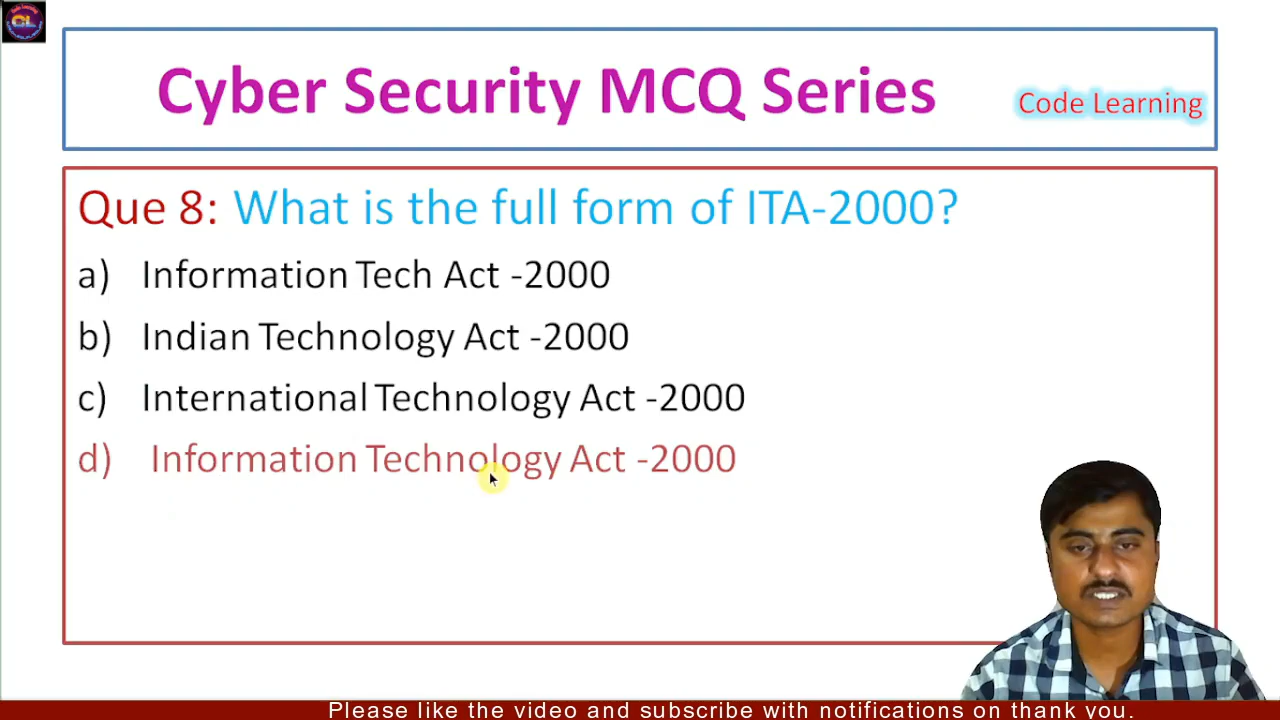 Code Learning
Cyber Security MCQ Series
Code Learning
Que 8: What is the full form of ITA-2000?
a) Information Tech Act -2000
b) Indian Technology Act -2000
c) International Technology Act -2000
d) Information Technology Act -2000
Please like the video and subscribe with notifications on thank you.